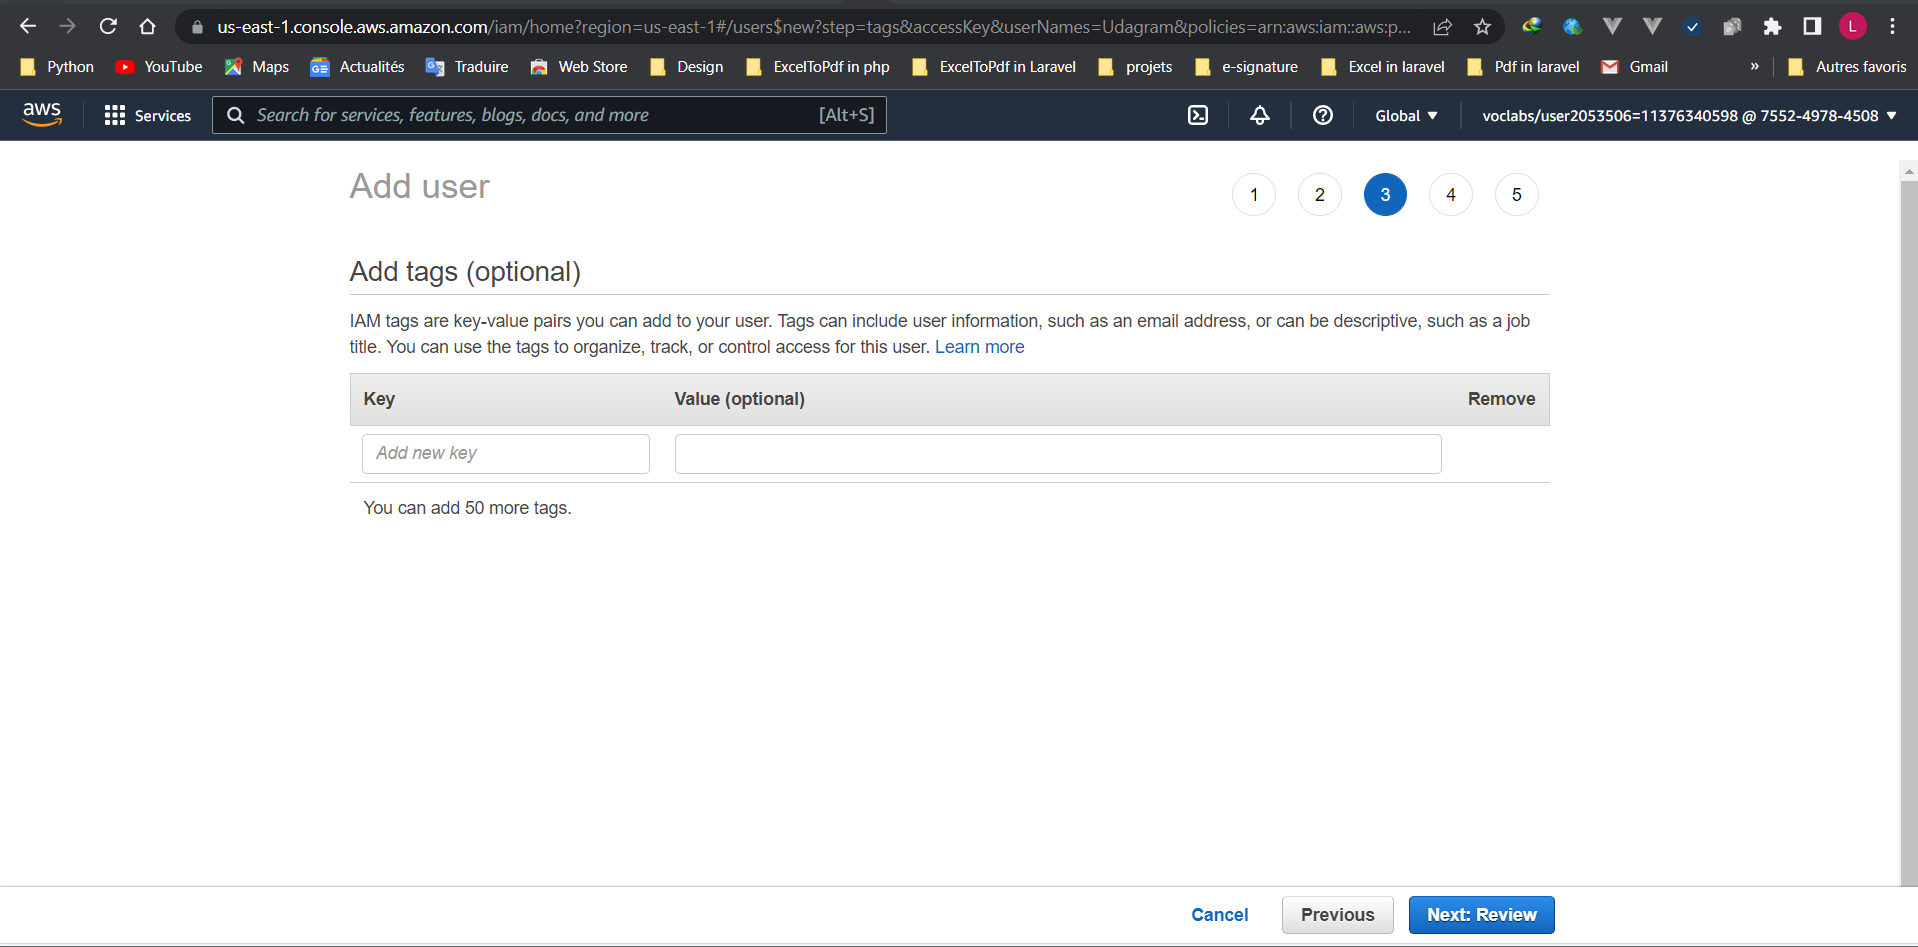 us-east-1.console.aws.amazon.com/iam/home?region=us-east-1#/users$new?step=tags&accessKey&userNames=Udagram&policies=arn:aws:iam::aws:p... L
Python YouTube Maps GE Actualités G Traduire Web Store Design ExcelToPdf in php ExcelToPdf in Laravel projets e-signature Excel in laravel Pdf in laravel Gmail » Autres favoris
aws Services Search for services, features, blogs, docs, and more [Alt+S] Global ▼ voclabs/user2053506=11376340598 @ 7552-4978-4508 ▼
Add user 1 2 3 4 5
Add tags (optional)
IAM tags are key-value pairs you can add to your user. Tags can include user information, such as an email address, or can be descriptive, such as a job
title. You can use the tags to organize, track, or control access for this user. Learn more
Key Value (optional) Remove
Add new key
You can add 50 more tags.
Cancel Previous Next: Review